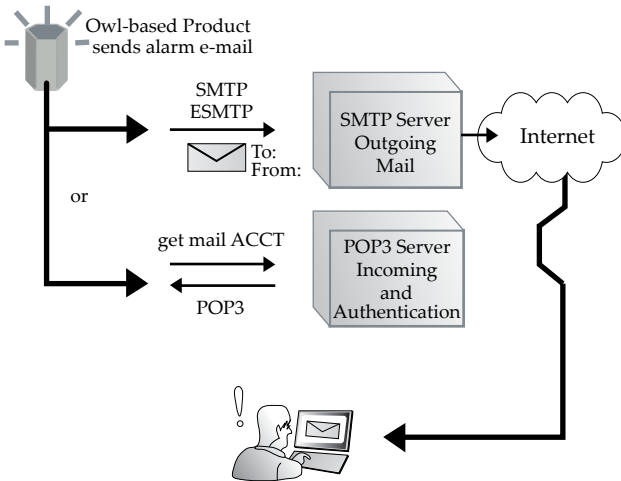 Owl-based Product
sends alarm e-mail
SMTP
ESMTP
To:
From:
SMTP Server
Outgoing
Mail
Internet
or
get mail ACCT
POP3
POP3 Server
Incoming
and
Authentication
!